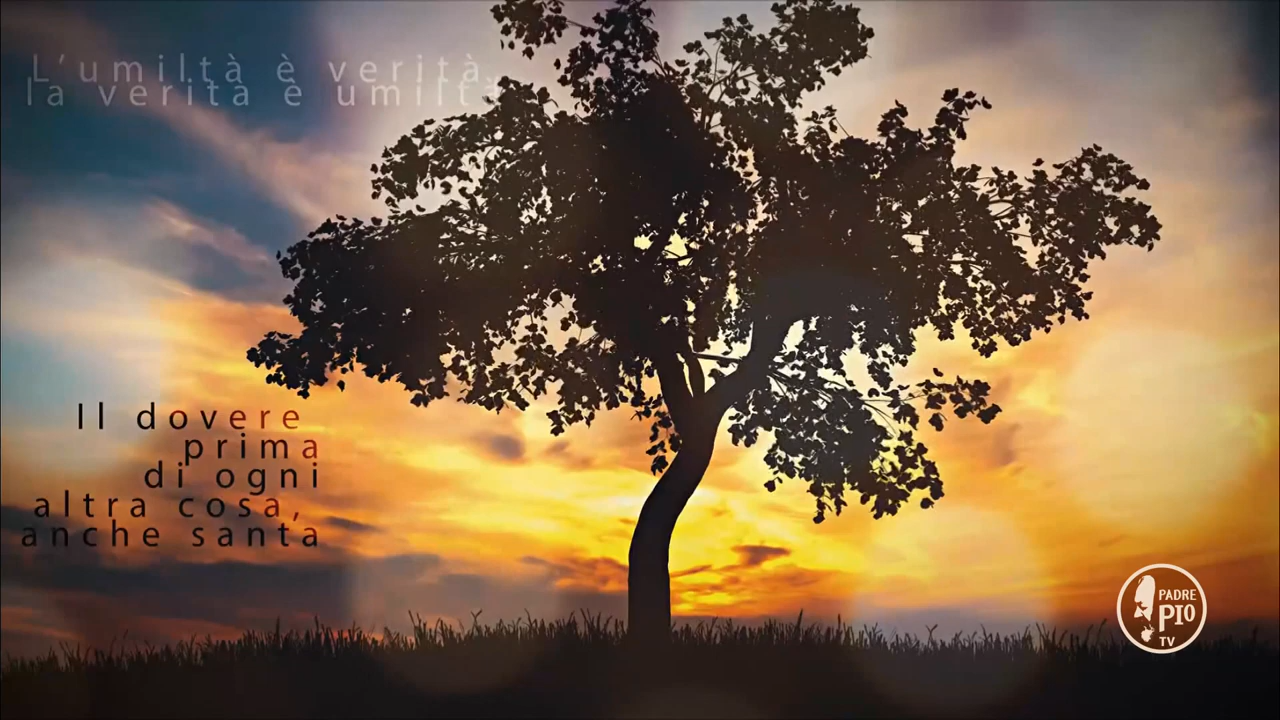 L'umiltà è verità,
la verità è umiltà
Il dovere
prima
di ogni
altra cosa,
anche santa
PADRE
PIO
TV